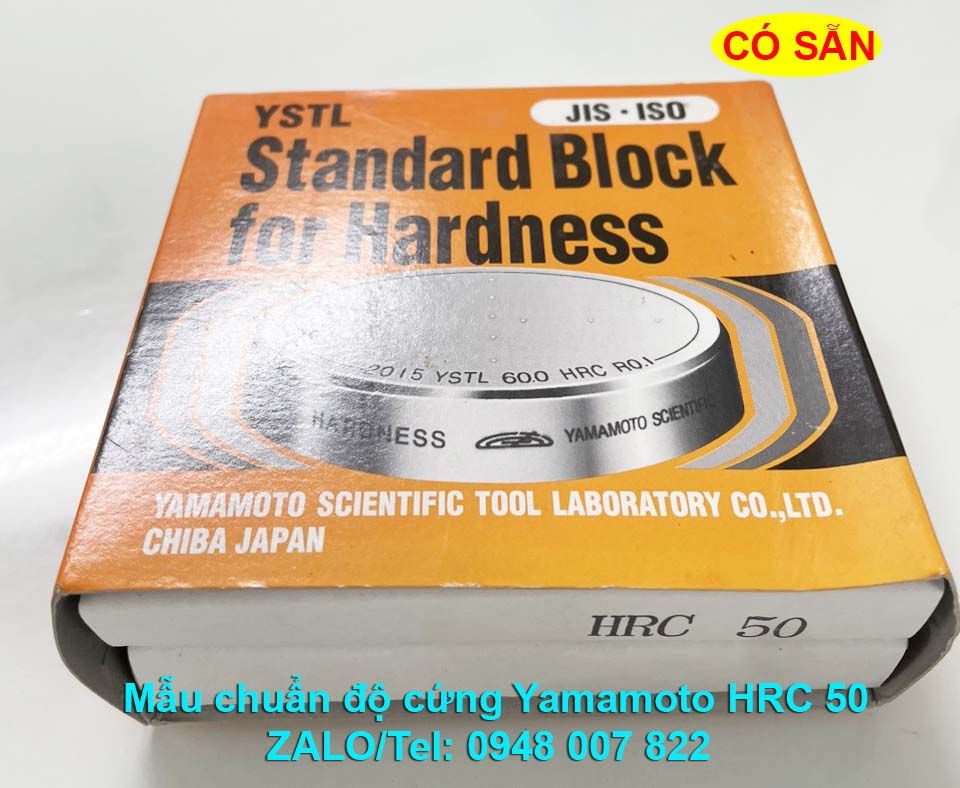 CÓ SẴN
YSTL
JIS・ISO
Standard Block
for Hardness
2015 YSTL 60.0 HRC R0.1
HARDNESS
YAMAMOTO SCIENTIFIC
YAMAMOTO SCIENTIFIC TOOL LABORATORY CO.,LTD.
CHIBA JAPAN
HRC 50
Mẫu chuẩn độ cứng Yamamoto HRC 50
ZALO/Tel: 0948 007 822